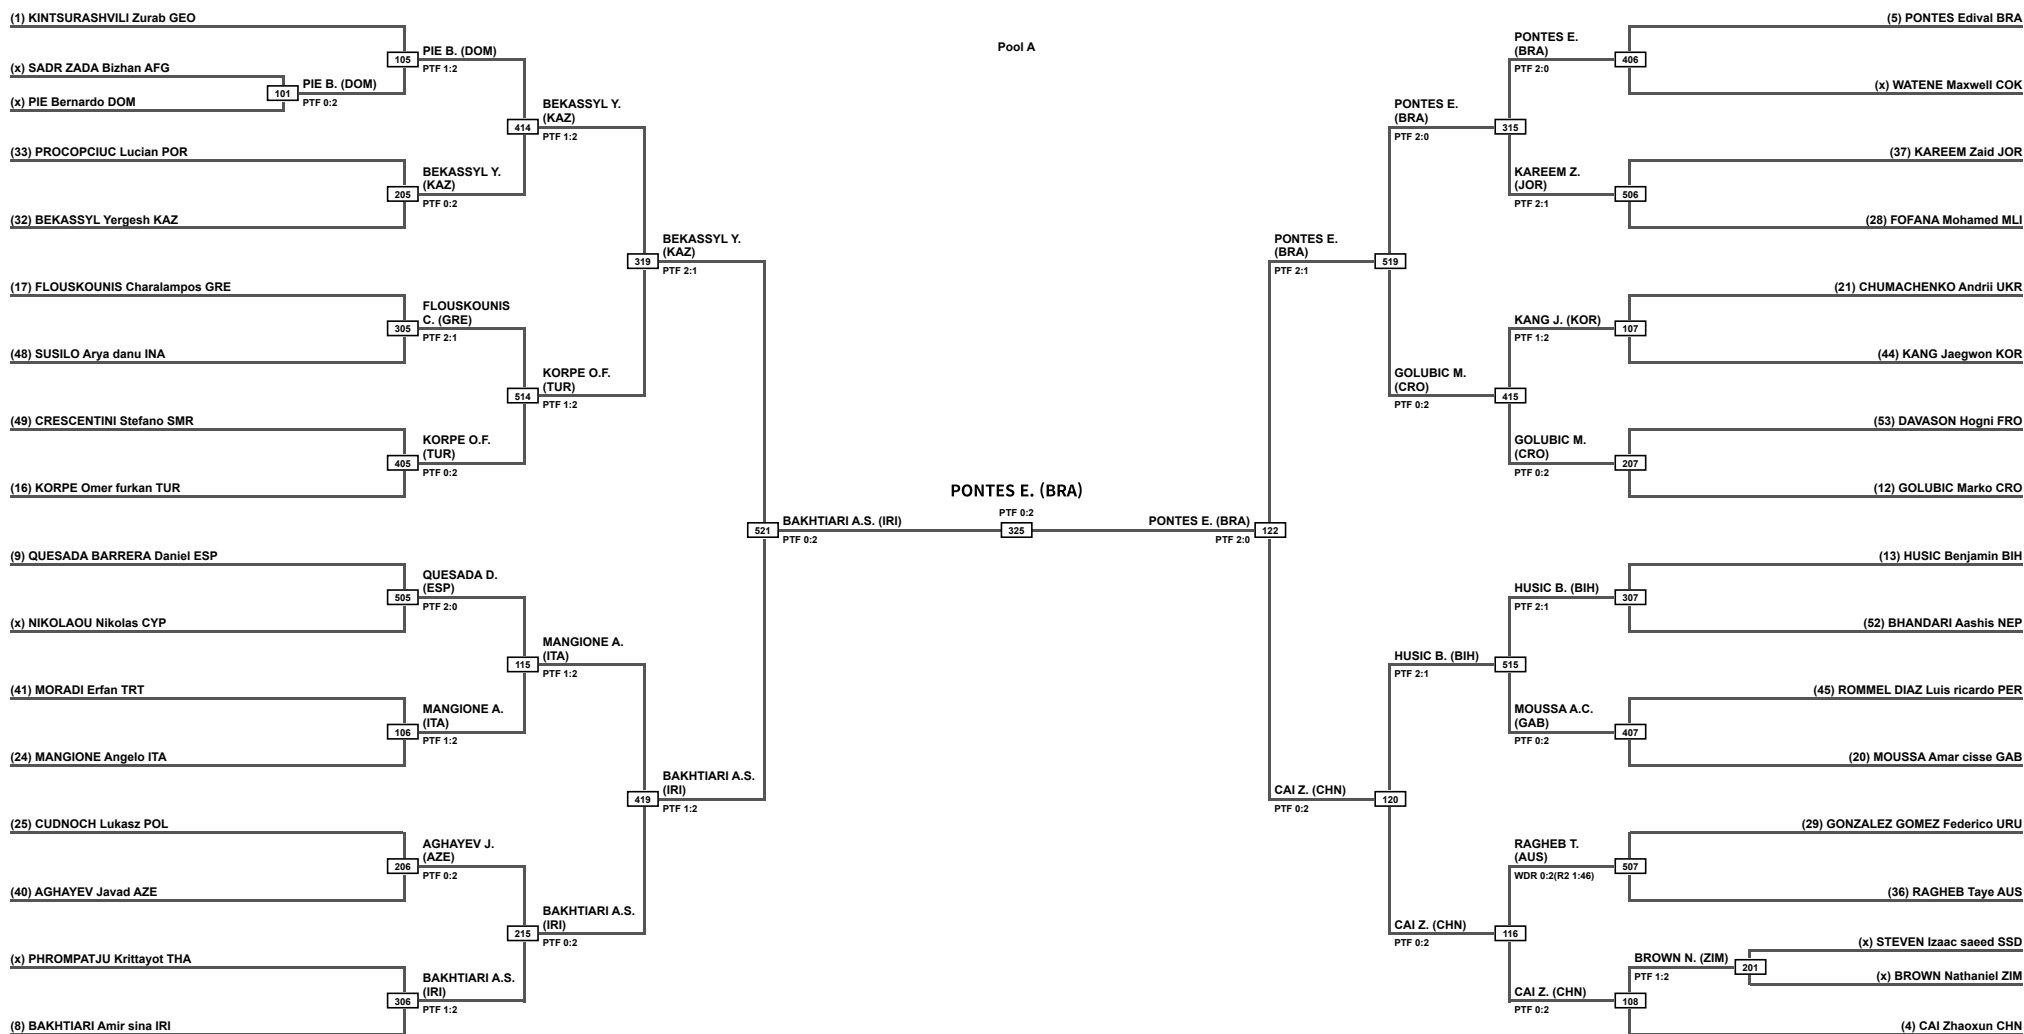 Pool A
(1) KINTSURASHVILI Zurab GEO
(x) SADR ZADA Bizhan AFG
(x) PIE Bernardo DOM
(33) PROCOPCIUC Lucian POR
(32) BEKASSYL Yergesh KAZ
(17) FLOUSKOUNIS Charalampos GRE
(48) SUSILO Arya danu INA
(49) CRESCENTINI Stefano SMR
(16) KORPE Omer furkan TUR
(9) QUESADA BARRERA Daniel ESP
(x) NIKOLAOU Nikolas CYP
(41) MORADI Erfan TRT
(24) MANGIONE Angelo ITA
(25) CUDNOCH Lukasz POL
(40) AGHAYEV Javad AZE
(x) PHROMPATJU Krittayot THA
(8) BAKHTIARI Amir sina IRI
101
PIE B. (DOM)
PTF 0:2
105
PIE B. (DOM)
PTF 1:2
205
BEKASSYL Y.
(KAZ)
PTF 0:2
305
FLOUSKOUNIS
C. (GRE)
PTF 2:1
405
KORPE O.F.
(TUR)
PTF 0:2
505
QUESADA D.
(ESP)
PTF 2:0
106
MANGIONE A.
(ITA)
PTF 1:2
206
AGHAYEV J.
(AZE)
PTF 0:2
306
BAKHTIARI A.S.
(IRI)
PTF 1:2
414
BEKASSYL Y.
(KAZ)
PTF 1:2
514
KORPE O.F.
(TUR)
PTF 1:2
115
MANGIONE A.
(ITA)
PTF 1:2
215
BAKHTIARI A.S.
(IRI)
PTF 0:2
319
BEKASSYL Y.
(KAZ)
PTF 2:1
419
BAKHTIARI A.S.
(IRI)
PTF 1:2
521
BAKHTIARI A.S. (IRI)
PTF 0:2
PONTES E. (BRA)
PTF 0:2
325
PONTES E. (BRA)
PTF 2:0
122
PONTES E.
(BRA)
PTF 2:1
519
CAI Z. (CHN)
PTF 0:2
120
PONTES E.
(BRA)
PTF 2:0
315
GOLUBIC M.
(CRO)
PTF 0:2
415
HUSIC B. (BIH)
PTF 2:1
515
CAI Z. (CHN)
PTF 0:2
116
PONTES E.
(BRA)
PTF 2:0
406
KAREEM Z.
(JOR)
PTF 2:1
506
KANG J. (KOR)
PTF 1:2
107
GOLUBIC M.
(CRO)
PTF 0:2
207
HUSIC B. (BIH)
PTF 2:1
307
MOUSSA A.C.
(GAB)
PTF 0:2
407
RAGHEB T.
(AUS)
WDR 0:2(R2 1:46)
507
CAI Z. (CHN)
PTF 0:2
108
BROWN N. (ZIM)
PTF 1:2
201
(5) PONTES Edival BRA
(x) WATENE Maxwell COK
(37) KAREEM Zaid JOR
(28) FOFANA Mohamed MLI
(21) CHUMACHENKO Andrii UKR
(44) KANG Jaegwon KOR
(53) DAVASON Hogni FRO
(12) GOLUBIC Marko CRO
(13) HUSIC Benjamin BIH
(52) BHANDARI Aashis NEP
(45) ROMMEL DIAZ Luis ricardo PER
(20) MOUSSA Amar cisse GAB
(29) GONZALEZ GOMEZ Federico URU
(36) RAGHEB Taye AUS
(x) STEVEN Izaac saeed SSD
(x) BROWN Nathaniel ZIM
(4) CAI Zhaoxun CHN